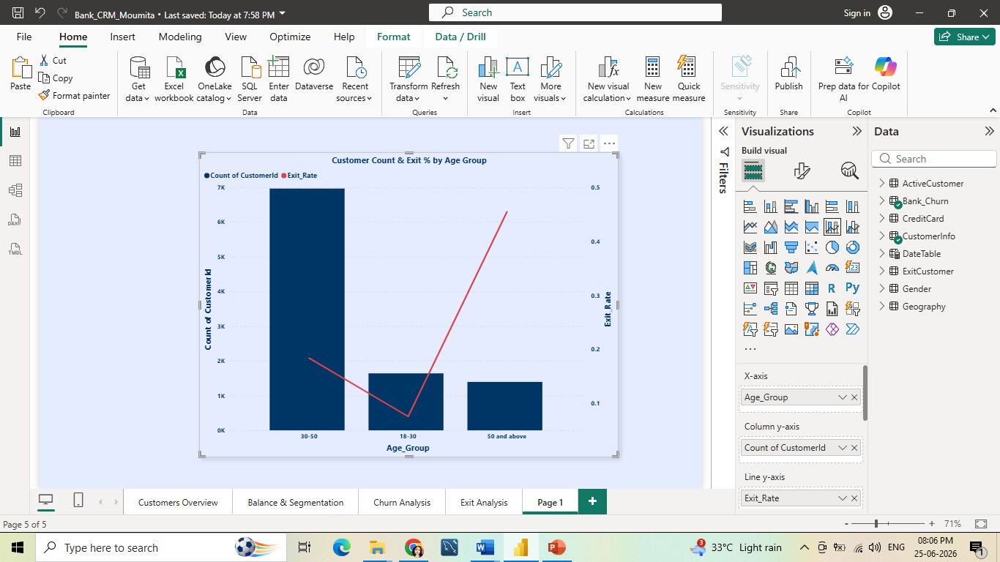 Bank_CRM_Moumita • Last saved: Today at 7:58 PM
Search
Sign in
File Home Insert Modeling View Optimize Help Format Data / Drill
Share
Paste
Cut
Copy
Format painter
Clipboard
Get data
Excel workbook
OneLake catalog
SQL Server
Enter data
Dataverse
Recent sources
Data
Transform data
Refresh
Queries
New visual
Text box
More visuals
Insert
New visual calculation
New measure
Quick measure
Calculations
Sensitivity
Sensitivity
Publish
Share
Prep data for AI
Copilot
Copilot
DAX
TMDL
Customer Count & Exit % by Age Group
Count of CustomerId Exit_Rate
7K
6K
5K
4K
3K
2K
1K
0K
Count of CustomerId
0.5
0.4
0.3
0.2
0.1
Exit_Rate
30-50 18-30 50 and above
Age_Group
Filters
Visualizations
Build visual
123
R Py
...
X-axis
Age_Group
Column y-axis
Count of CustomerId
Line y-axis
Exit_Rate
Data
Search
ActiveCustomer
Bank_Churn
CreditCard
CustomerInfo
DateTable
ExitCustomer
Gender
Geography
Customers Overview Balance & Segmentation Churn Analysis Exit Analysis Page 1
Page 5 of 5
- + 71%
Type here to search
3
33°C Light rain
ENG
08:06 PM
25-06-2026
1